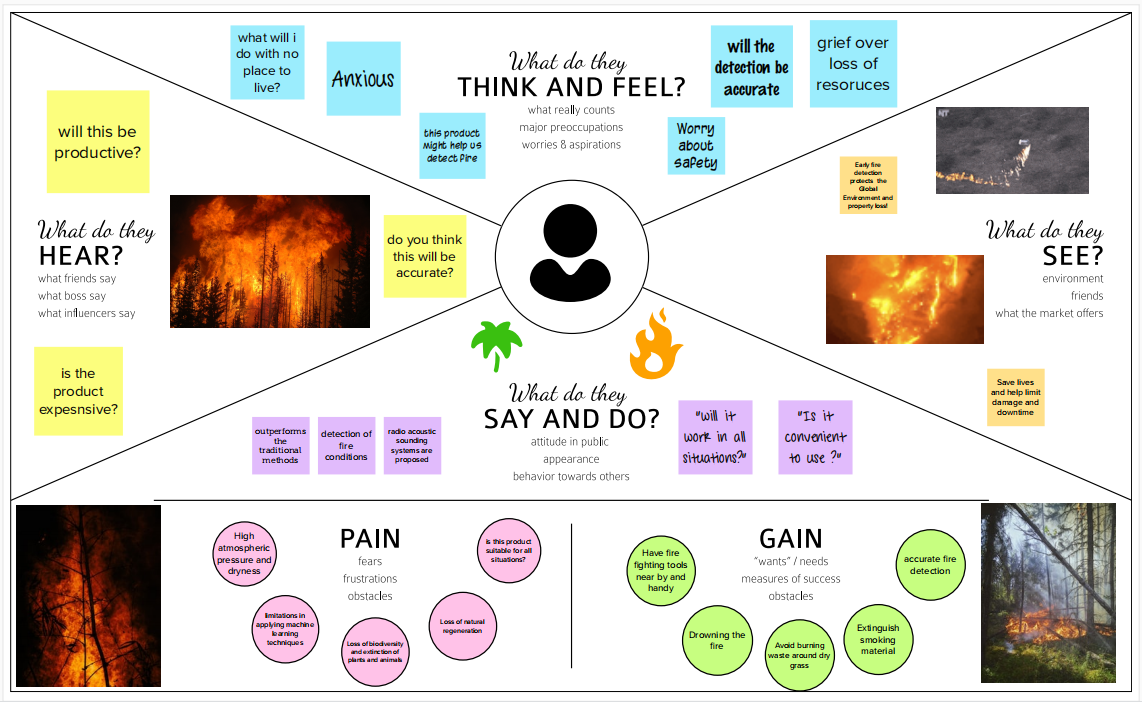 what will i
do with no
place to
live?
Anxious
this product
might help us
detect fire
What do they
THINK AND FEEL?
what really counts
major preoccupations
worries & aspirations
will the
detection be
accurate
grief over
loss of
resoruces
Worry
about
safety
will this be
productive?
What do they
HEAR?
what friends say
what boss say
what influencers say
do you think
this will be
accurate?
is the
product
expesnsive?
NT
Early fire
detection
protects the
Global
Environment and
property loss!
What do they
SEE?
environment
friends
what the market offers
Save lives
and help limit
damage and
downtime
What do they
SAY AND DO?
attitude in public
appearance
behavior towards others
outperforms
the
traditional
methods
detection of
fire
conditions
radio acoustic
sounding
systems are
proposed
"Will it
work in all
situations?"
"Is it
convenient
to use ?"
PAIN
fears
frustrations
obstacles
High
atmospheric
pressure and
dryness
limitations in
applying machine
learning
techniques
Loss of biodiversity
and extinction of
plants and animals
Loss of natural
regeneration
is this product
suitable for all
situations?
GAIN
"wants" / needs
measures of success
obstacles
Have fire
fighting tools
near by and
handy
Drowning the
fire
Avoid burning
waste around dry
grass
Extinguish
smoking
material
accurate fire
detection